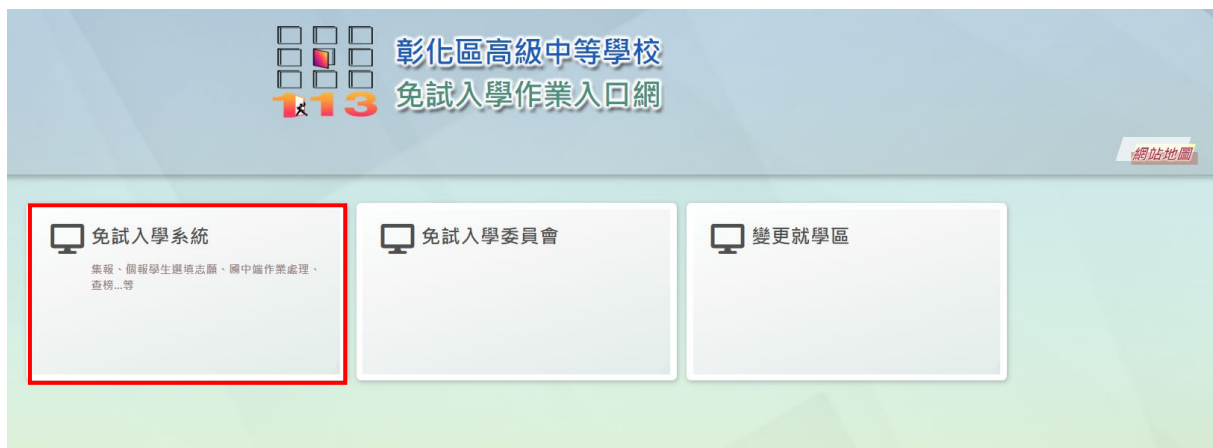 彰化區高級中等學校
113 免試入學作業入口網
網站地圖
免試入學系統
集報、個報學生選填志願、國中端作業處理、
查榜...等
免試入學委員會
變更就學區